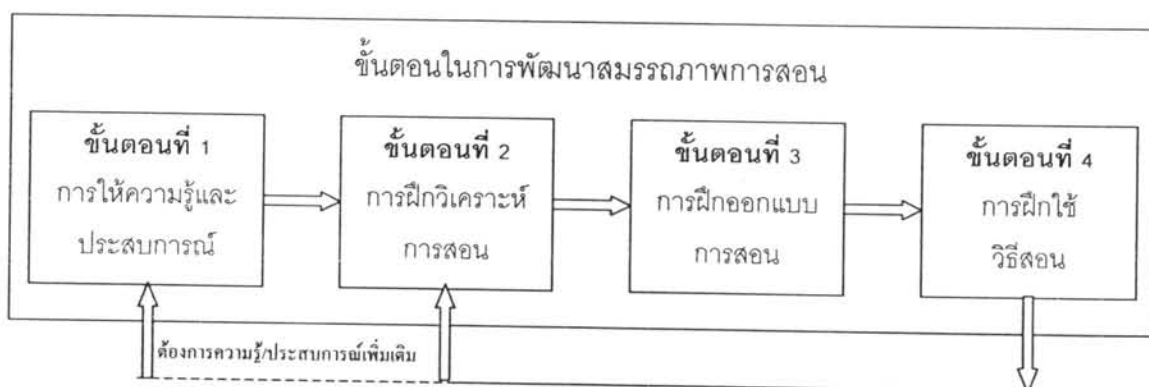 ขั้นตอนในการพัฒนาสมรรถภาพการสอน
ขั้นตอนที่ 1
การให้ความรู้และ
ประสบการณ์
ขั้นตอนที่ 2
การฝึกวิเคราะห์
การสอน
ขั้นตอนที่ 3
การฝึกออกแบบ
การสอน
ขั้นตอนที่ 4
การฝึกใช้
วิธีสอน
ต้องการความรู้/ประสบการณ์เพิ่มเติม